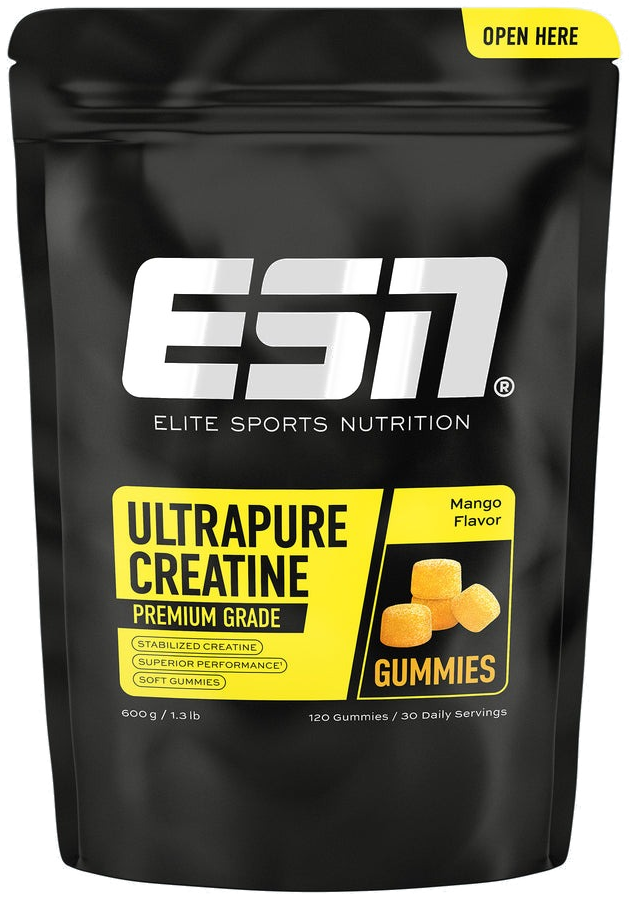 OPEN HERE
ESN®
ELITE SPORTS NUTRITION
ULTRAPURE
CREATINE
PREMIUM GRADE
STABILIZED CREATINE
SUPERIOR PERFORMANCE¹
SOFT GUMMIES
Mango
Flavor
GUMMIES
600 g / 1.3 lb
120 Gummies / 30 Daily Servings